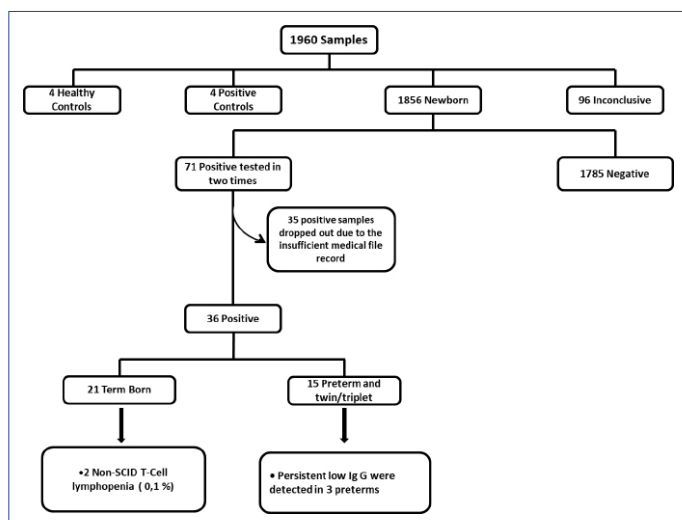 1960 Samples
4 Healthy
Controls
4 Positive
Controls
1856 Newborn
96 Inconclusive
71 Positive tested in
two times
1785 Negative
35 positive samples
dropped out due to the
insufficient medical file
record
36 Positive
21 Term Born
15 Preterm and
twin/triplet
•2 Non-SCID T-Cell
lymphopenia ( 0,1 %)
• Persistent low Ig G were
detected in 3 preterms